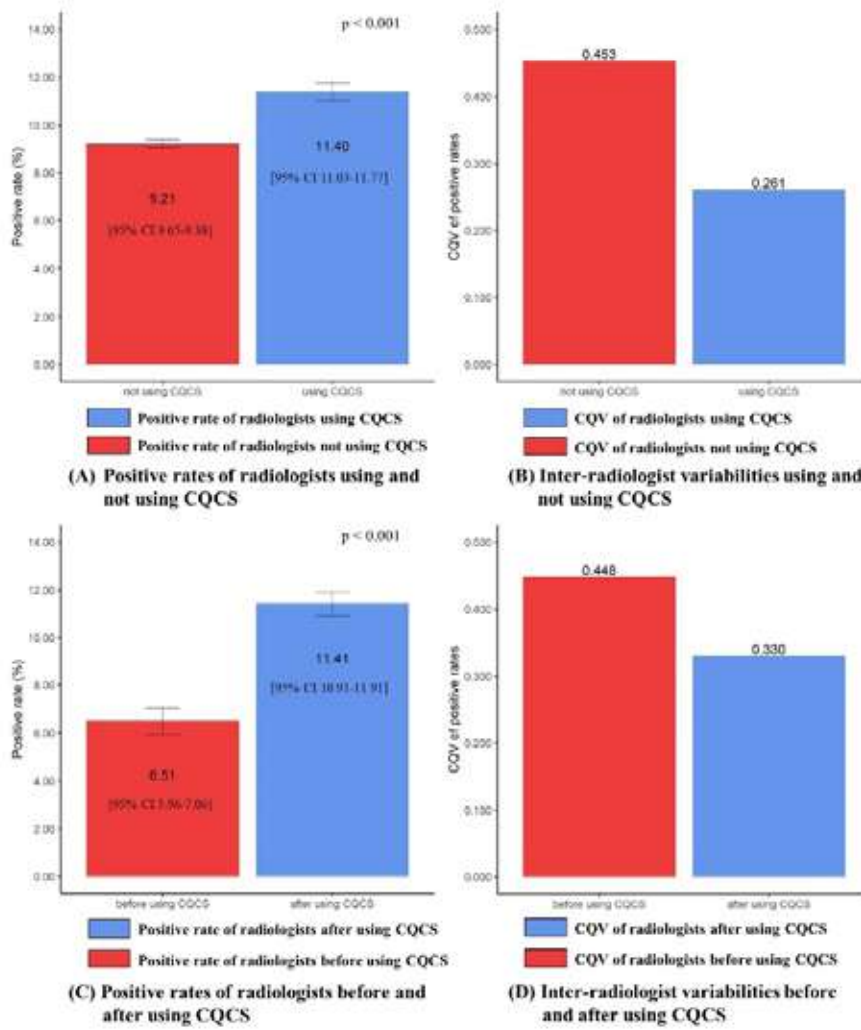 p < 0.001
14.00
12.00
10.00
8.00
6.00
4.00
2.00
0.00
Positive rate (%)
9.21
11.40
[95% CI 11.03-11.77]
[95% CI
not using CQCS
using CQCS
Positive rate of radiologists using CQCS
Positive rate of radiologists not using CQCS
(A) Positive rates of radiologists using and
not using CQCS
0.500
0.400
0.300
0.200
0.100
0.000
CQV of positive rates
0.453
0.261
not using CQCS
using CQCS
CQV of radiologists using CQCS
CQV of radiologists not using CQCS
(B) Inter-radiologist variabilities using and
not using CQCS
p < 0.001
14.00
12.00
10.00
8.00
6.00
4.00
2.00
0.00
Positive rate (%)
6.51
[95% CI 5.96-7.06]
11.41
[95% CI 10.91-11.91]
before using CQCS
after using CQCS
Positive rate of radiologists after using CQCS
Positive rate of radiologists before using CQCS
(C) Positive rates of radiologists before and
after using CQCS
0.500
0.400
0.300
0.200
0.100
0.000
CQV of positive rates
0.448
0.330
before using CQCS
after using CQCS
CQV of radiologists after using CQCS
CQV of radiologists before using CQCS
(D) Inter-radiologist variabilities before
and after using CQCS